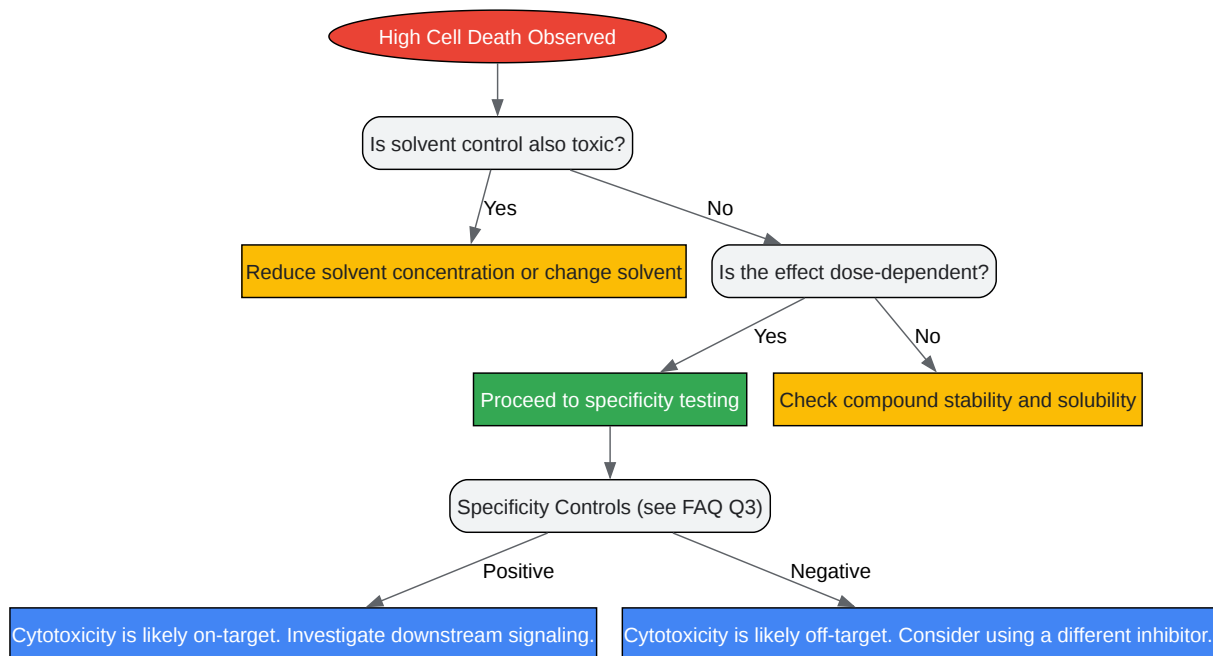 High Cell Death Observed
Is solvent control also toxic?
Yes
No
Reduce solvent concentration or change solvent
Is the effect dose-dependent?
Yes
No
Proceed to specificity testing
Check compound stability and solubility
Specificity Controls (see FAQ Q3)
Positive
Negative
Cytotoxicity is likely on-target. Investigate downstream signaling.
Cytotoxicity is likely off-target. Consider using a different inhibitor.